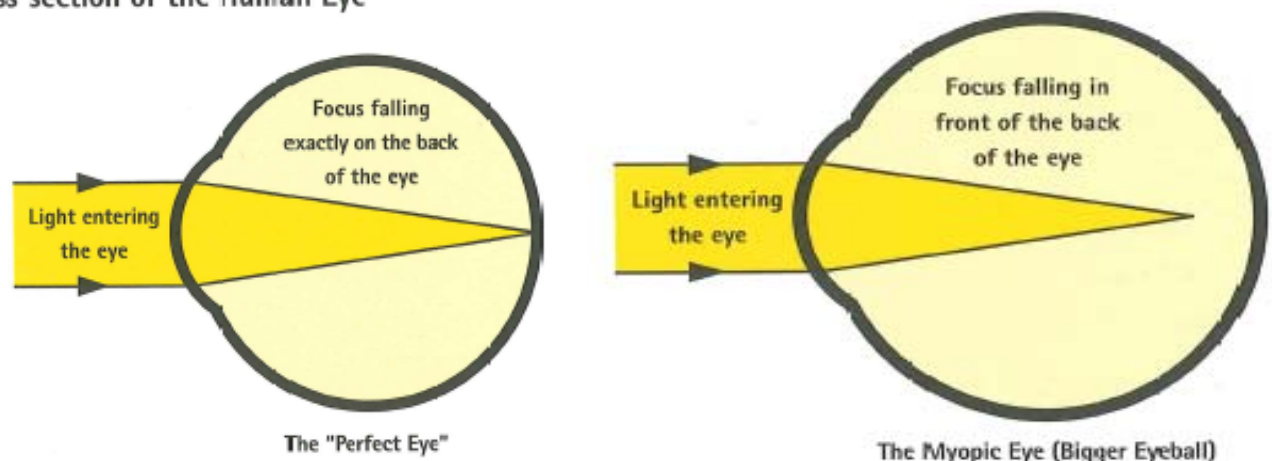 Focus falling
exactly on the back
of the eye
Light entering
the eye
The "Perfect Eye"
Focus falling in
front of the back
of the eye
Light entering
the eye
The Myopic Eye (Bigger Eyeball)